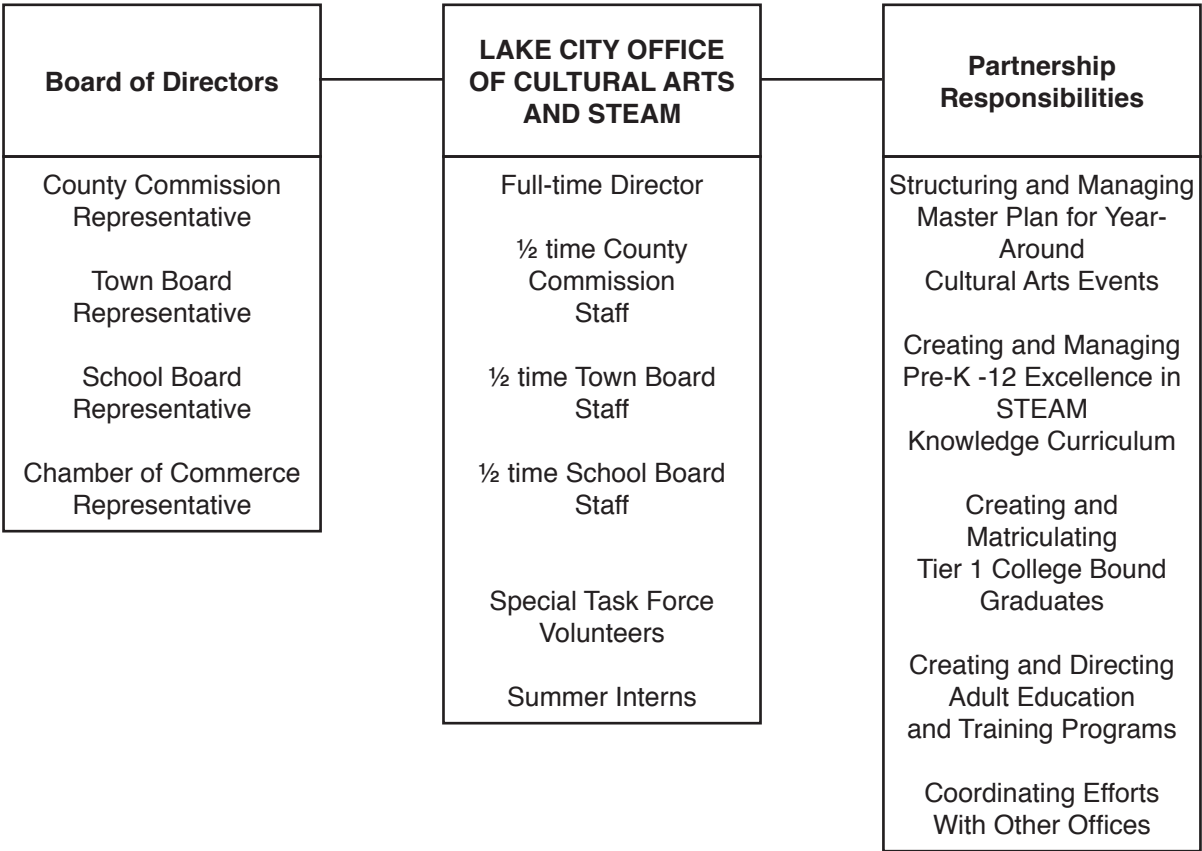 Board of Directors
County Commission
Representative
Town Board
Representative
School Board
Representative
Chamber of Commerce
Representative
LAKE CITY OFFICE
OF CULTURAL ARTS
AND STEAM
Full-time Director
½ time County
Commission
Staff
½ time Town Board
Staff
½ time School Board
Staff
Special Task Force
Volunteers
Summer Interns
Partnership
Responsibilities
Structuring and Managing
Master Plan for Year-
Around
Cultural Arts Events
Creating and Managing
Pre-K -12 Excellence in
STEAM
Knowledge Curriculum
Creating and
Matriculating
Tier 1 College Bound
Graduates
Creating and Directing
Adult Education
and Training Programs
Coordinating Efforts
With Other Offices